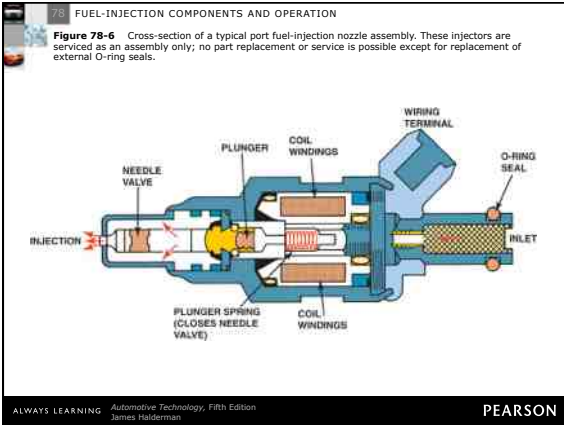 78 FUEL-INJECTION COMPONENTS AND OPERATION
Figure 78-6 Cross-section of a typical port fuel-injection nozzle assembly. These injectors are
serviced as an assembly only; no part replacement or service is possible except for replacement of
external O-ring seals.
WIRING
TERMINAL
COIL
WINDINGS
PLUNGER
O-RING
SEAL
NEEDLE
VALVE
INJECTION
INLET
PLUNGER SPRING
(CLOSES NEEDLE
VALVE)
COIL
WINDINGS
ALWAYS LEARNING
Automotive Technology, Fifth Edition
James Halderman
PEARSON